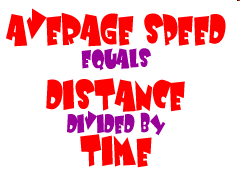 AVERAGE SPEED
EQUALS
DISTANCE
DIVIDED BY
TIME